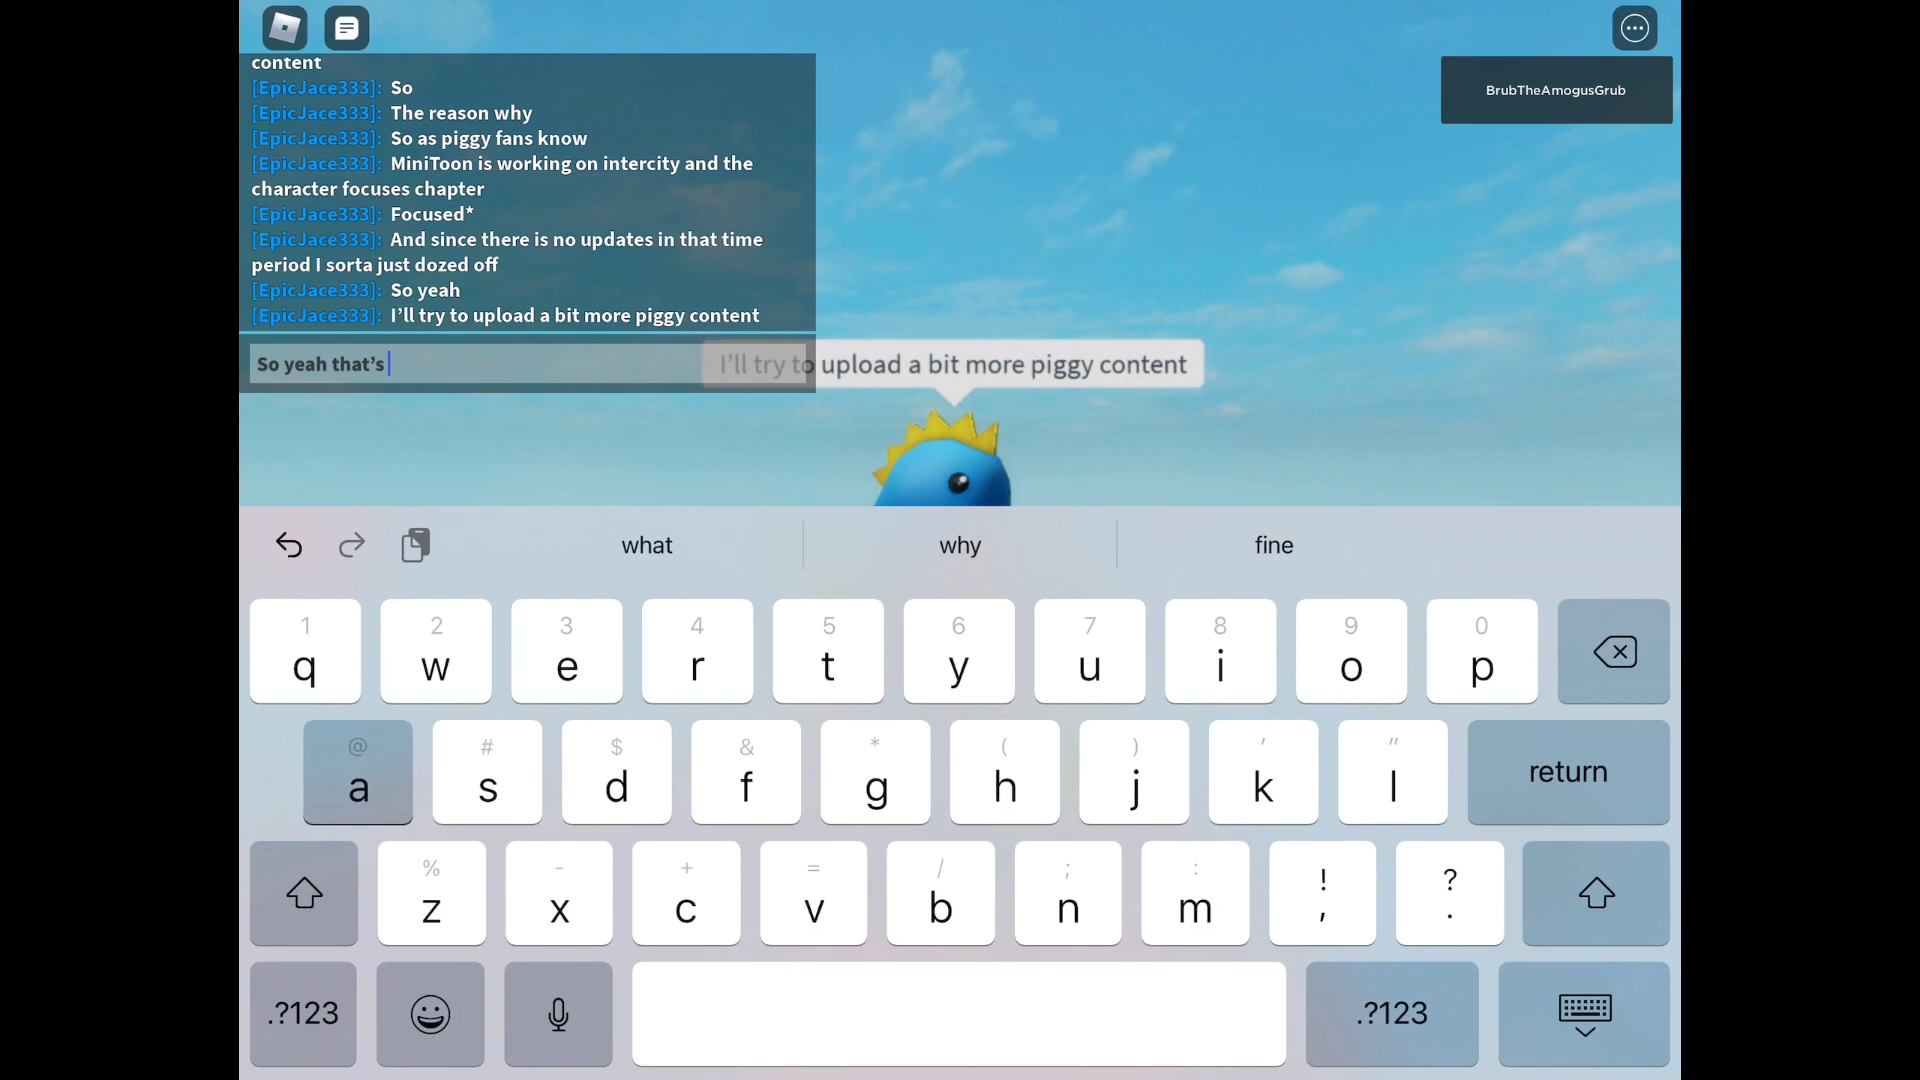 content
[EpicJace333]: So
[EpicJace333]: The reason why
[EpicJace333]: So as piggy fans know
[EpicJace333]: MiniToon is working on intercity and the
character focuses chapter
[EpicJace333]: Focused*
[EpicJace333]: And since there is no updates in that time
period I sorta just dozed off
[EpicJace333]: So yeah
[EpicJace333]: I’ll try to upload a bit more piggy content
So yeah that’s
BrubTheAmogusGrub
I’ll try to upload a bit more piggy content
what why fine
1 2 3 4 5 6 7 8 9 0
q w e r t y u i o p
@ # $ & * ( ) ’ ”
a s d f g h j k l return
% - + = / ; : ! ?
z x c v b n m , .
.?123 .?123